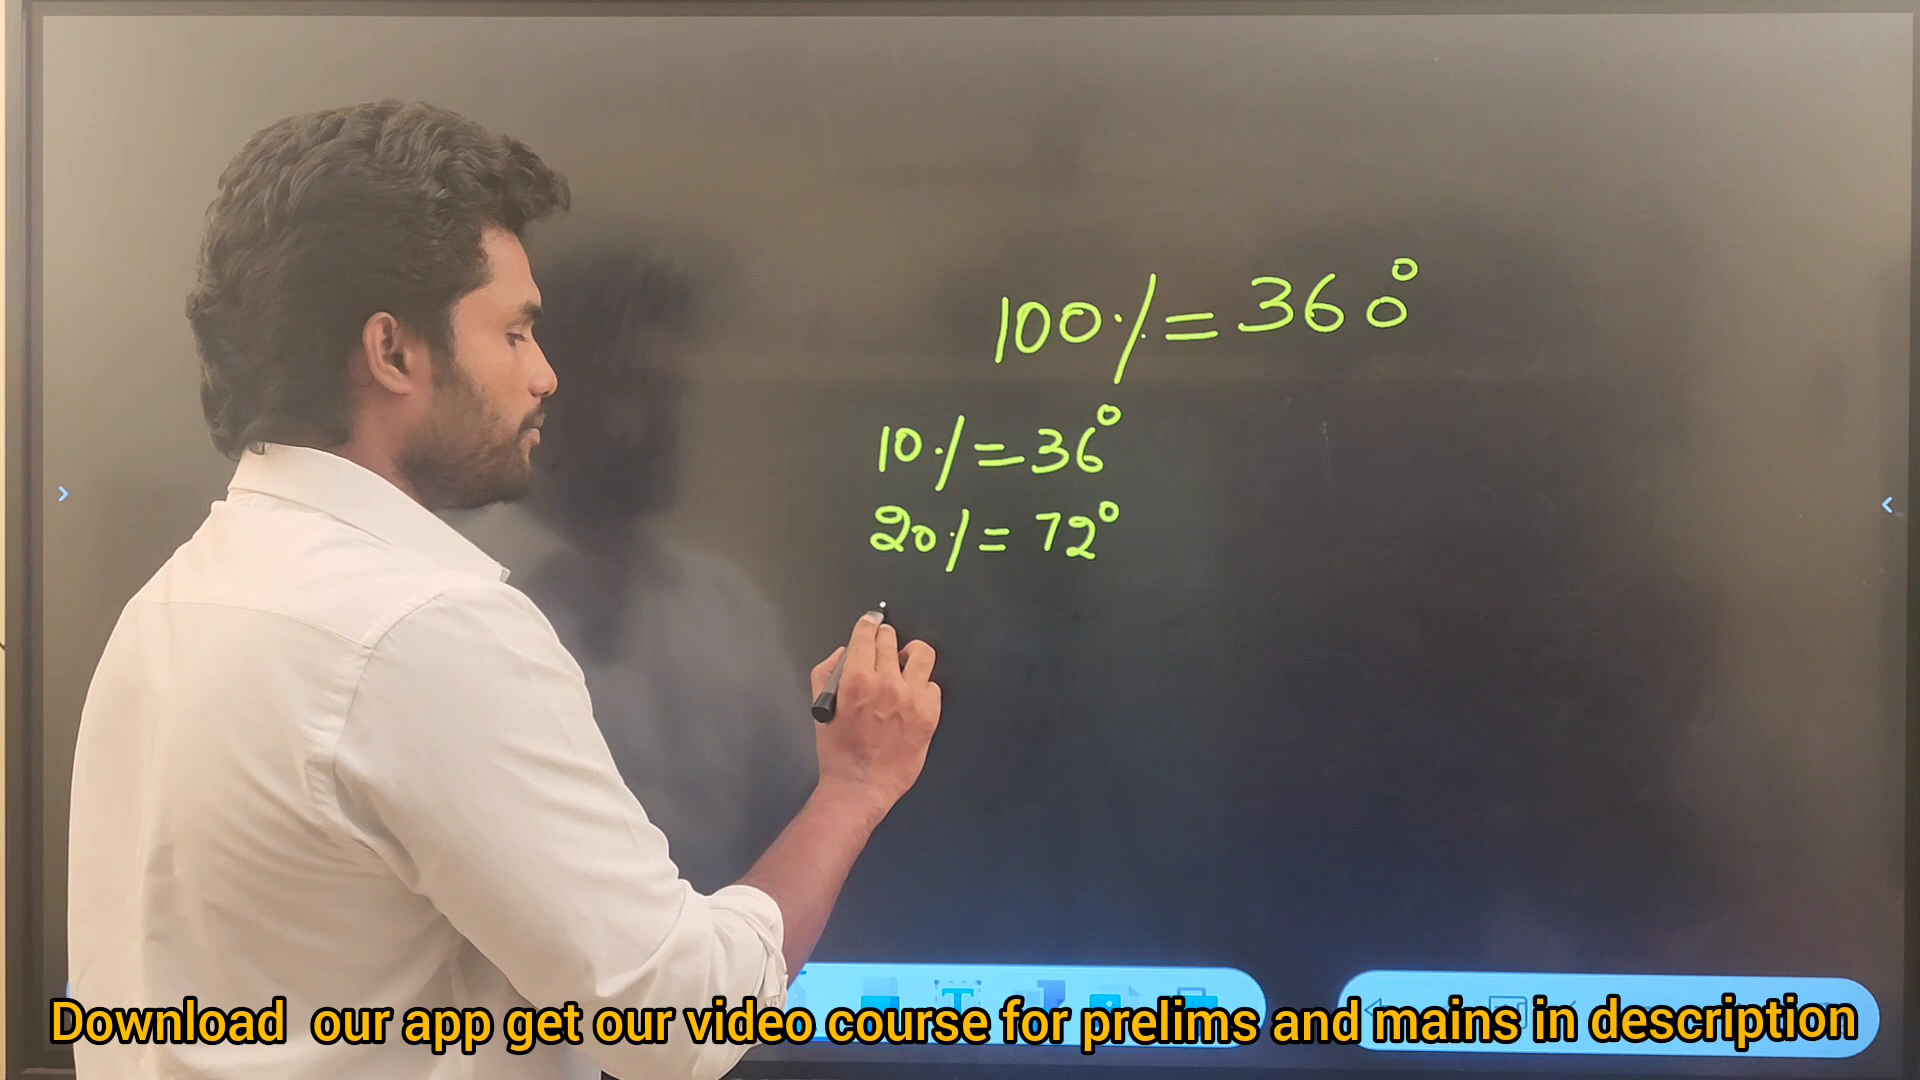 100% = 360°
10% = 36°
20% = 72°
Download our app get our video course for prelims and mains in description